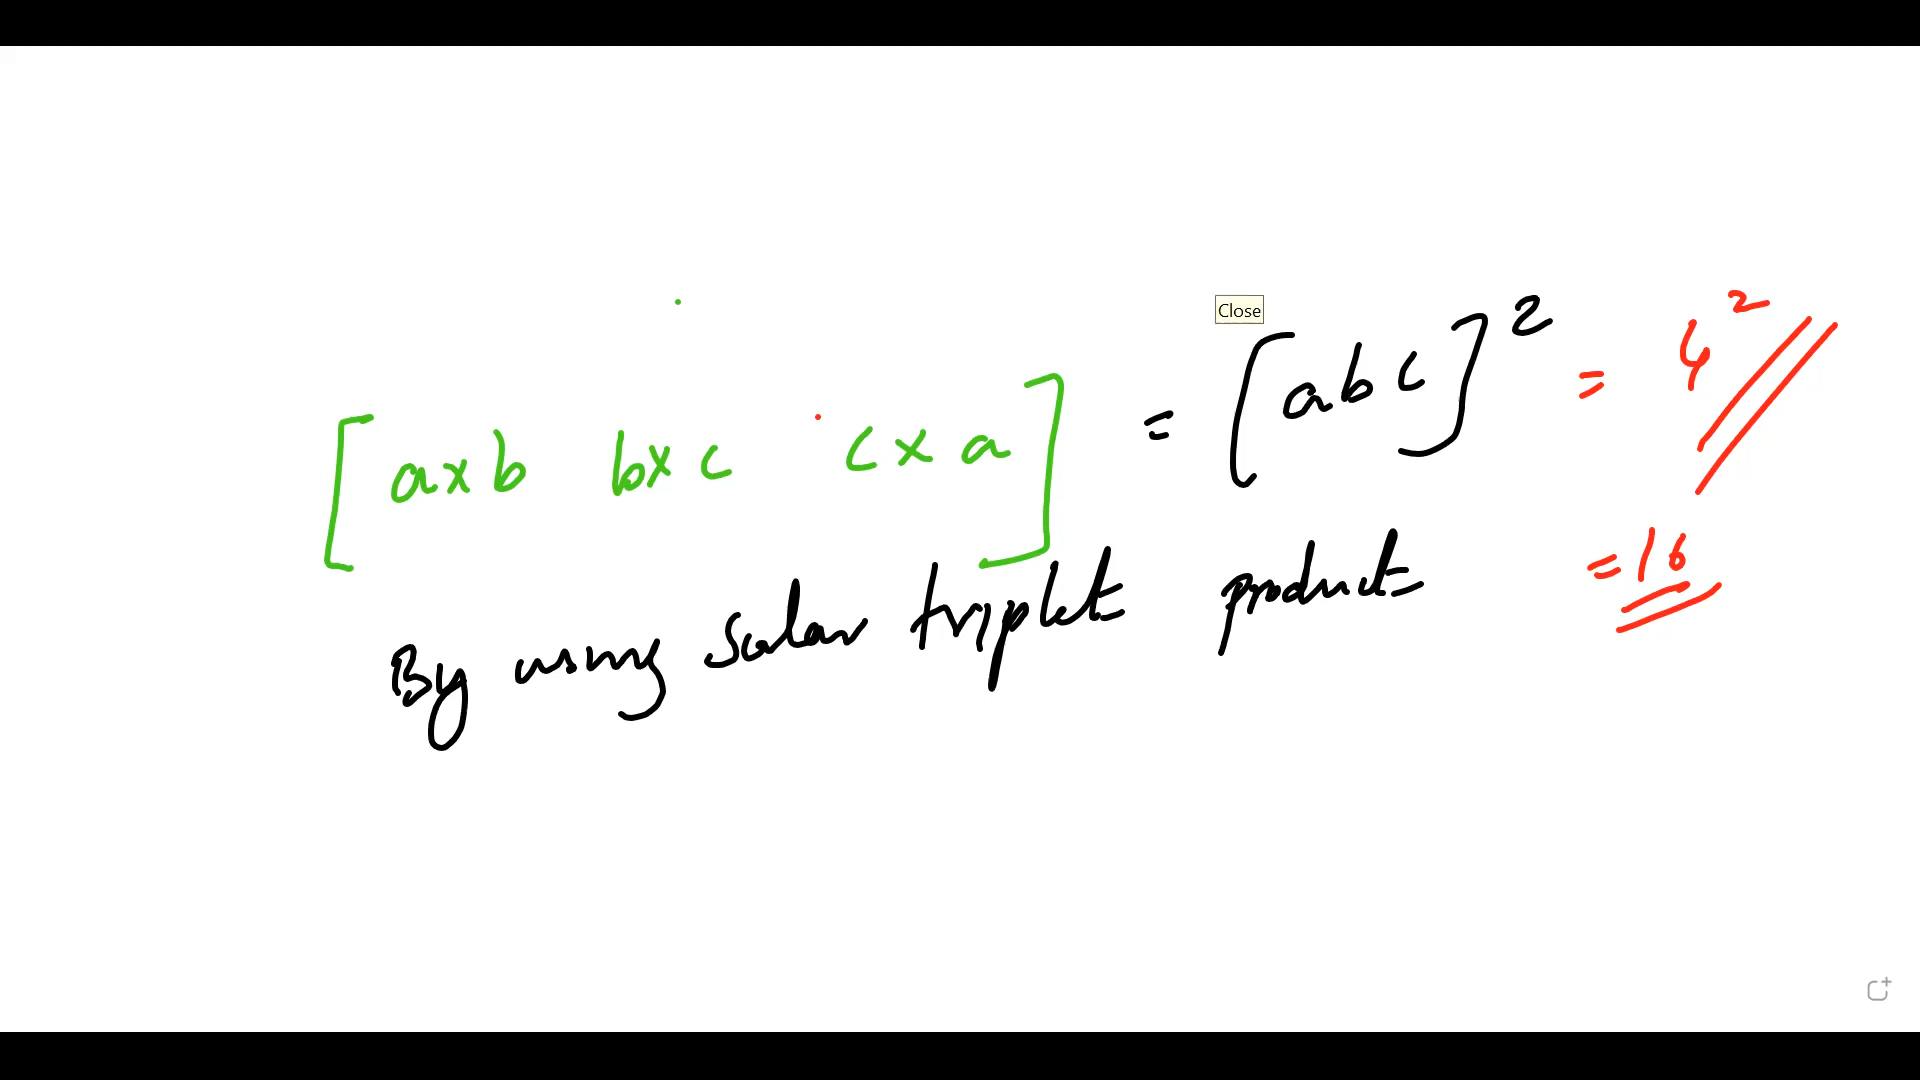 Close
[a×b b×c c×a] = [abc]² = 4²
= 16
By using scalar triplet product